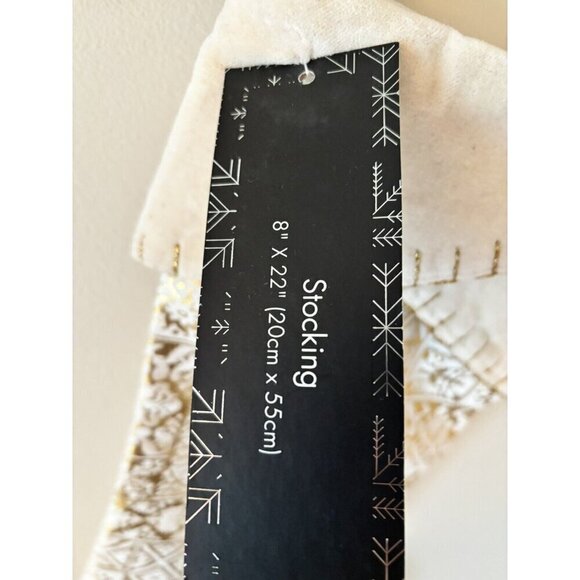 Stocking
8" X 22" (20cm x 55cm)